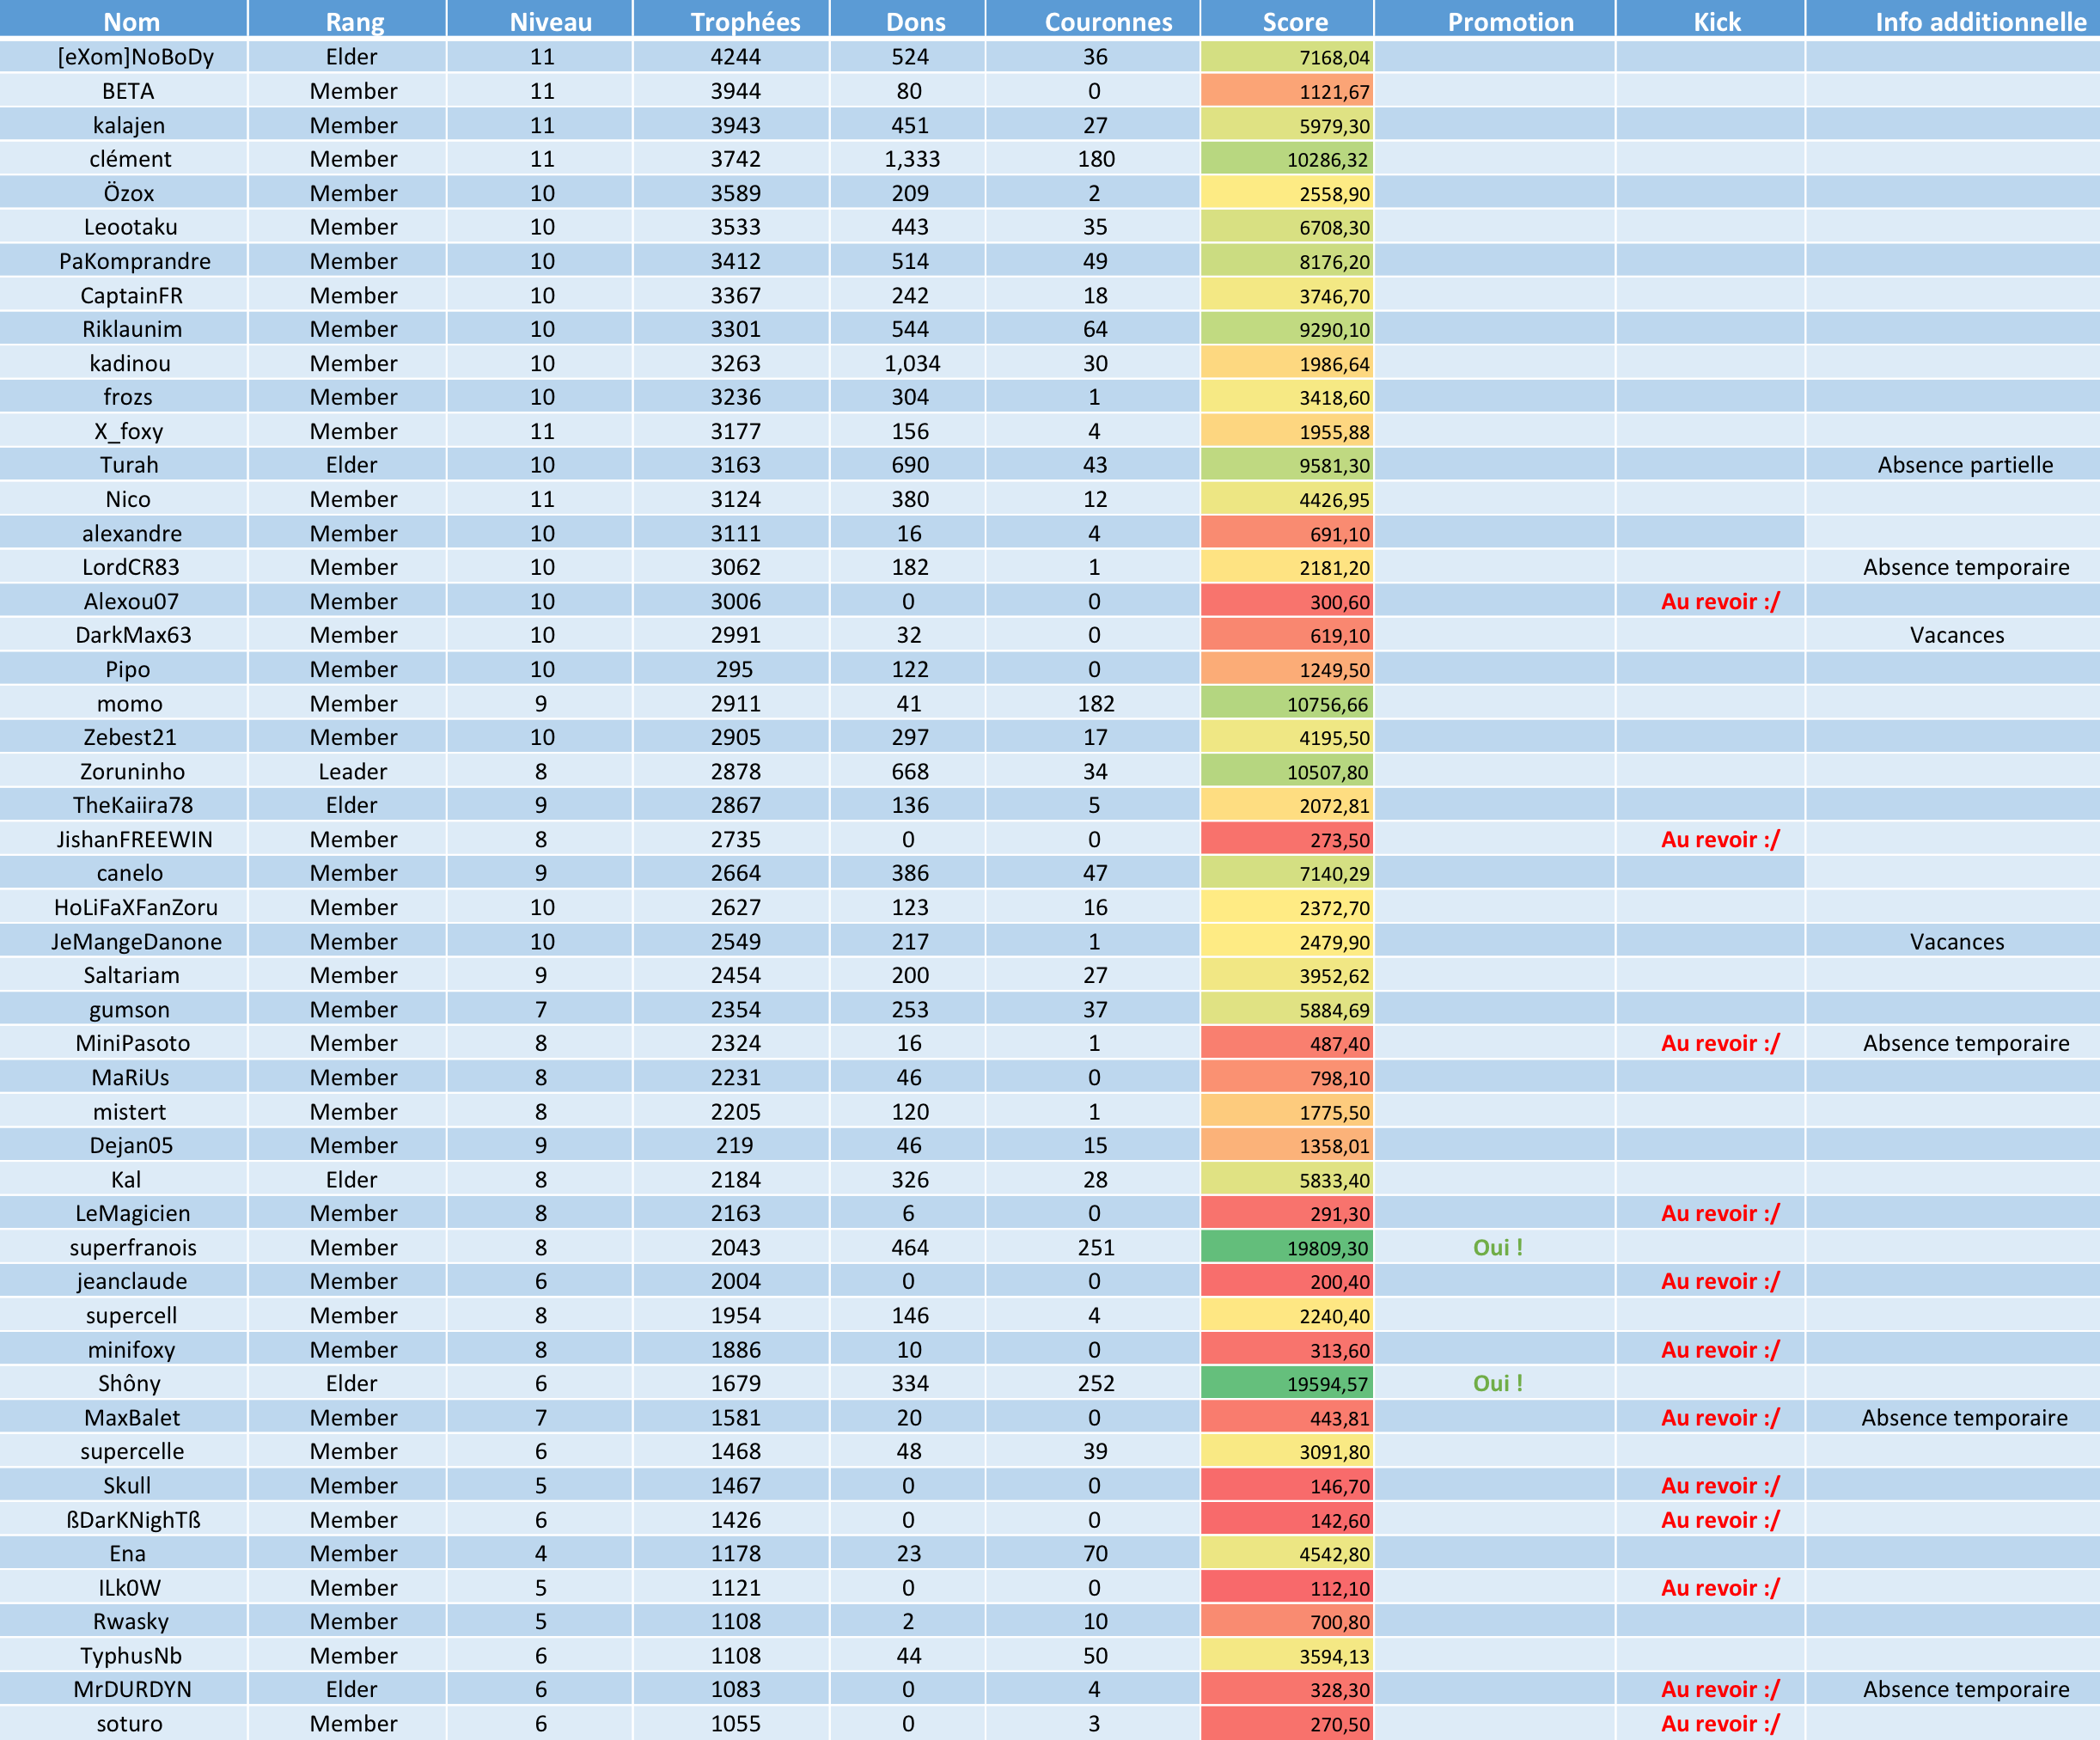 Nom Rang Niveau Trophées Dons Couronnes Score Promotion Kick Info additionnelle
[eXom]NoBoDy Elder 11 4244 524 36 7168,04
BETA Member 11 3944 80 0 1121,67
kalajen Member 11 3943 451 27 5979,30
clément Member 11 3742 1,333 180 10286,32
Özox Member 10 3589 209 2 2558,90
Leootaku Member 10 3533 443 35 6708,30
PaKomprandre Member 10 3412 514 49 8176,20
CaptainFR Member 10 3367 242 18 3746,70
Riklaunim Member 10 3301 544 64 9290,10
kadinou Member 10 3263 1,034 30 1986,64
frozs Member 10 3236 304 1 3418,60
X_foxy Member 11 3177 156 4 1955,88
Turah Elder 10 3163 690 43 9581,30 Absence partielle
Nico Member 11 3124 380 12 4426,95
alexandre Member 10 3111 16 4 691,10
LordCR83 Member 10 3062 182 1 2181,20 Absence temporaire
Alexou07 Member 10 3006 0 0 300,60 Au revoir :/
DarkMax63 Member 10 2991 32 0 619,10 Vacances
Pipo Member 10 295 122 0 1249,50
momo Member 9 2911 41 182 10756,66
Zebest21 Member 10 2905 297 17 4195,50
Zoruninho Leader 8 2878 668 34 10507,80
TheKaiira78 Elder 9 2867 136 5 2072,81
JishanFREEWIN Member 8 2735 0 0 273,50 Au revoir :/
canelo Member 9 2664 386 47 7140,29
HoLiFaXFanZoru Member 10 2627 123 16 2372,70
JeMangeDanone Member 10 2549 217 1 2479,90 Vacances
Saltariam Member 9 2454 200 27 3952,62
gumson Member 7 2354 253 37 5884,69
MiniPasoto Member 8 2324 16 1 487,40 Au revoir :/ Absence temporaire
MaRiUs Member 8 2231 46 0 798,10
mistert Member 8 2205 120 1 1775,50
Dejan05 Member 9 219 46 15 1358,01
Kal Elder 8 2184 326 28 5833,40
LeMagicien Member 8 2163 6 0 291,30 Au revoir :/
superfranois Member 8 2043 464 251 19809,30 Oui !
jeanclaude Member 6 2004 0 0 200,40 Au revoir :/
supercell Member 8 1954 146 4 2240,40
minifoxy Member 8 1886 10 0 313,60 Au revoir :/
Shôny Elder 6 1679 334 252 19594,57 Oui !
MaxBalet Member 7 1581 20 0 443,81 Au revoir :/ Absence temporaire
supercelle Member 6 1468 48 39 3091,80
Skull Member 5 1467 0 0 146,70 Au revoir :/
ßDarKNighTß Member 6 1426 0 0 142,60 Au revoir :/
Ena Member 4 1178 23 70 4542,80
ILk0W Member 5 1121 0 0 112,10 Au revoir :/
Rwasky Member 5 1108 2 10 700,80
TyphusNb Member 6 1108 44 50 3594,13
MrDURDYN Elder 6 1083 0 4 328,30 Au revoir :/ Absence temporaire
soturo Member 6 1055 0 3 270,50 Au revoir :/